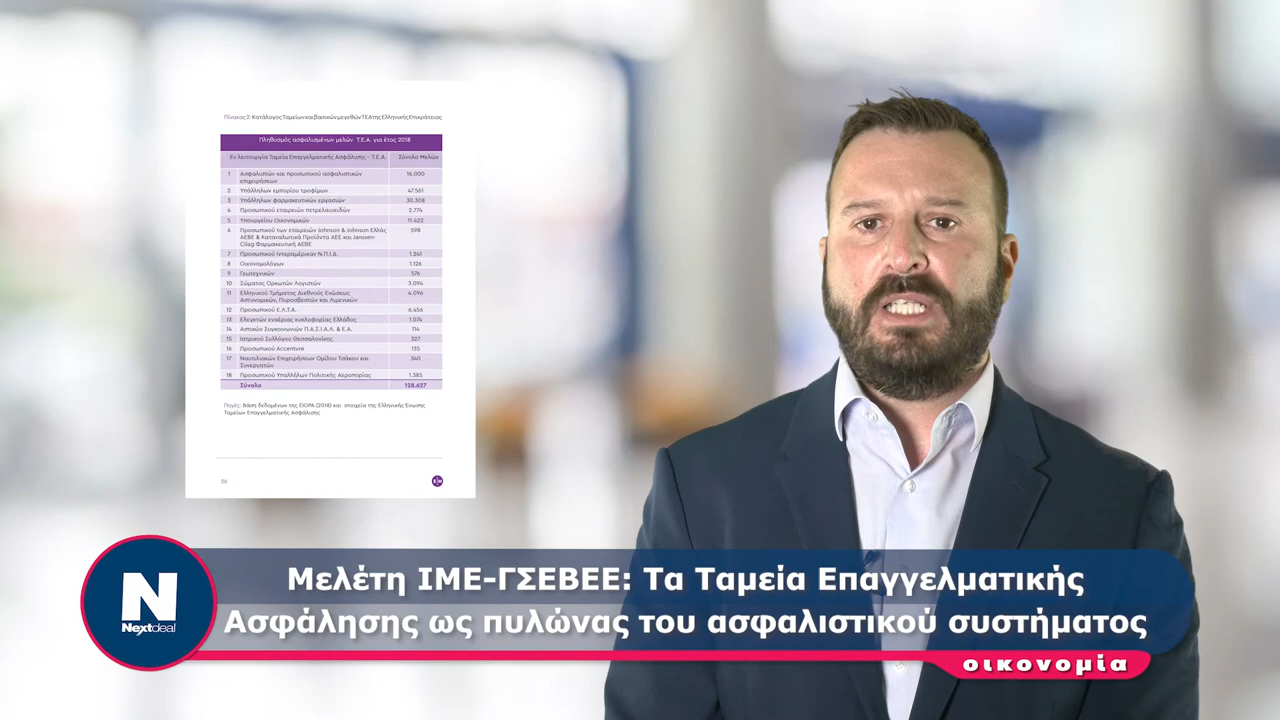 Πίνακας 2: Κατάλογος Ταμείων και βασικών μεγεθών ΤΕΑ της Ελληνικής Επικράτειας
Πληθυσμός ασφαλισμένων μελών Τ.Ε.Α. για έτος 2018
Εν λειτουργία Ταμεία Επαγγελματικής Ασφάλισης - Τ.Ε.Α. Σύνολο Μελών
1 Ασφαλιστών και προσωπικού ασφαλιστικών 16.000
επιχειρήσεων
2 Υπάλληλων εμπορίου τροφίμων 47.561
3 Υπάλληλων φαρμακευτικών εργασιών 30.308
4 Προσωπικού εταιρειών πετρελαιοειδών 2.774
5 Υπουργείου Οικονομικών 11.422
6 Προσωπικού των εταιρειών Johnson & Johnson Ελλάς 598
ΑΕΒΕ & Καταναλωτικά Προϊόντα ΑΕΕ και Janssen-
Cilag Φαρμακευτική ΑΕΒΕ
7 Προσωπικού Ιντεραμέρικαν Ν.Π.Ι.Δ. 1.241
8 Οικονομολόγων 1.126
9 Γεωτεχνικών 576
10 Σώματος Ορκωτών Λογιστών 3.094
11 Ελληνικού Τμήματος Διεθνούς Ενώσεως 4.096
Αστυνομικών, Πυροσβεστών και Λιμενικών
12 Προσωπικού Ε.Λ.Τ.Α. 6.456
13 Ελεγκτών εναέριας κυκλοφορίας Ελλάδος 1.074
14 Αστικών Συγκοινωνιών Π.Α.Σ.Ι.Α.Λ. & Ε.Α. 114
15 Ιατρικού Συλλόγου Θεσσαλονίκης 327
16 Προσωπικού Accenture 135
17 Ναυτιλιακών Επιχειρήσεων Ομίλου Τσάκου και 340
Συνεργατών
18 Προσωπικού Υπαλλήλων Πολιτικής Αεροπορίας 1.385
Σύνολο 128.627
Πηγές: Βάση δεδομένων της EIOPA (2018) και στοιχεία της Ελληνικής Ένωσης
Ταμείων Επαγγελματικής Ασφάλισης
26
Μελέτη ΙΜΕ-ΓΣΕΒΕΕ: Τα Ταμεία Επαγγελματικής
Ασφάλησης ως πυλώνας του ασφαλιστικού συστήματος
N
Nextdeal
οικονομία